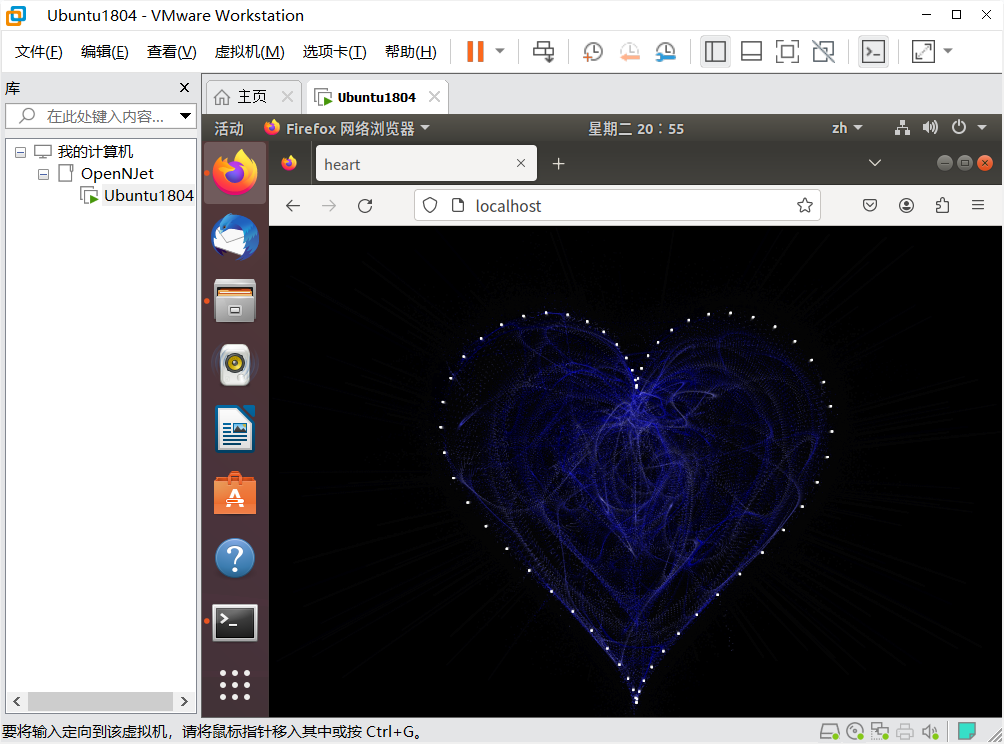 Ubuntu1804 - VMware Workstation
文件(F) 编辑(E) 查看(V) 虚拟机(M) 选项卡(T) 帮助(H)
库
在此处键入内容...
我的计算机
OpenNJet
Ubuntu1804
主页 Ubuntu1804
活动 Firefox 网络浏览器 星期二 20：55 zh
heart
localhost
要将输入定向到该虚拟机，请将鼠标指针移入其中或按 Ctrl+G。